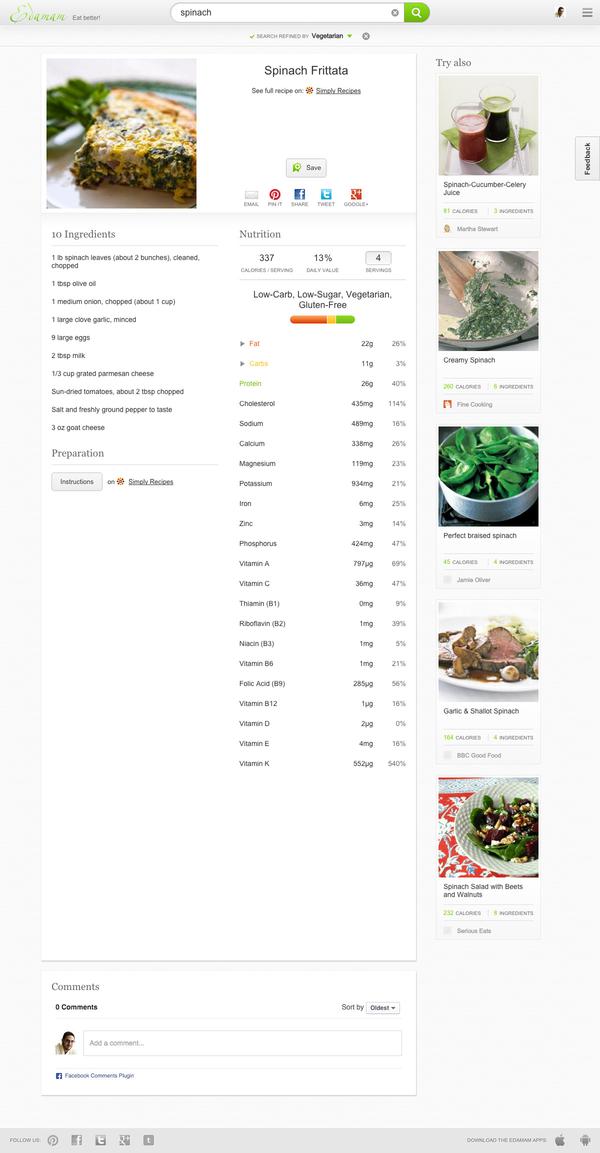 Edamam Eat better!
spinach
SEARCH REFINED BY Vegetarian
Spinach Frittata
See full recipe on: Simply Recipes
Save
EMAIL PIN IT SHARE TWEET GOOGLE+
10 Ingredients
1 lb spinach leaves (about 2 bunches), cleaned,
chopped
1 tbsp olive oil
1 medium onion, chopped (about 1 cup)
1 large clove garlic, minced
9 large eggs
2 tbsp milk
1/3 cup grated parmesan cheese
Sun-dried tomatoes, about 2 tbsp chopped
Salt and freshly ground pepper to taste
3 oz goat cheese
Preparation
Instructions on Simply Recipes
Nutrition
337 13% 4
CALORIES / SERVING DAILY VALUE SERVINGS
Low-Carb, Low-Sugar, Vegetarian,
Gluten-Free
Fat 22g 26%
Carbs 11g 3%
Protein 26g 40%
Cholesterol 435mg 114%
Sodium 489mg 16%
Calcium 338mg 26%
Magnesium 119mg 23%
Potassium 934mg 21%
Iron 6mg 25%
Zinc 3mg 14%
Phosphorus 424mg 47%
Vitamin A 797µg 69%
Vitamin C 36mg 47%
Thiamin (B1) 0mg 9%
Riboflavin (B2) 1mg 39%
Niacin (B3) 1mg 5%
Vitamin B6 1mg 21%
Folic Acid (B9) 285µg 56%
Vitamin B12 1µg 16%
Vitamin D 2µg 0%
Vitamin E 4mg 16%
Vitamin K 552µg 540%
Try also
Spinach-Cucumber-Celery
Juice
81 CALORIES 3 INGREDIENTS
Martha Stewart
Creamy Spinach
260 CALORIES 6 INGREDIENTS
Fine Cooking
Perfect braised spinach
45 CALORIES 4 INGREDIENTS
Jamie Oliver
Garlic & Shallot Spinach
164 CALORIES 4 INGREDIENTS
BBC Good Food
Spinach Salad with Beets
and Walnuts
232 CALORIES 8 INGREDIENTS
Serious Eats
Feedback
Comments
0 Comments Sort by Oldest
Add a comment...
Facebook Comments Plugin
FOLLOW US: DOWNLOAD THE EDAMAM APPS: